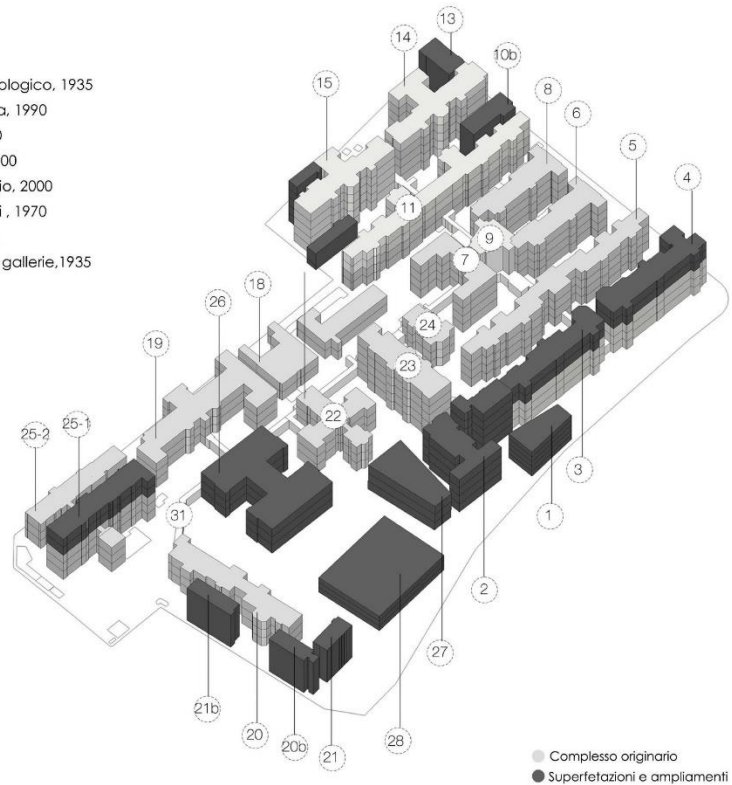 13
14
10b
ologico, 1935
8
a, 1990
15
6
0
5
00
io, 2000
4
i , 1970
11
9
gallerie,1935
7
18
26
24
19
23
22
25-1
25-2
3
31
1
2
27
21b
20
20b
21
28
Complesso originario
Superfetazioni e ampliamenti